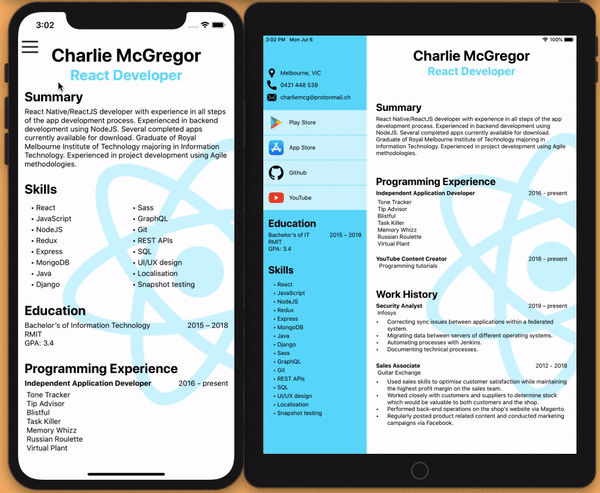 3:02
Charlie McGregor
React Developer
Summary
React Native/ReactJS developer with experience in all steps
of the app development process. Experienced in backend
development using NodeJS. Several completed apps
currently available for download. Graduate of Royal
Melbourne Institute of Technology majoring in Information
Technology. Experienced in project development using Agile
methodologies.
Skills
• React
• JavaScript
• NodeJS
• Redux
• Express
• MongoDB
• Java
• Django
• Sass
• GraphQL
• Git
• REST APIs
• SQL
• UI/UX design
• Localisation
• Snapshot testing
Education
Bachelor's of Information Technology 2015 – 2018
RMIT
GPA: 3.4
Programming Experience
Independent Application Developer 2016 - present
Tone Tracker
Tip Advisor
Blistful
Task Killer
Memory Whizz
Russian Roulette
Virtual Plant
3:02 PM Mon Jul 6
100%
Melbourne, VIC
0421 448 539
charliemcg@protonmail.ch
Play Store
App Store
Github
YouTube
Education
Bachelor's of IT 2015 – 2018
RMIT
GPA: 3.4
Skills
• React
• JavaScript
• NodeJS
• Redux
• Express
• MongoDB
• Java
• Django
• Sass
• GraphQL
• Git
• REST APIs
• SQL
• UI/UX design
• Localisation
• Snapshot testing
Charlie McGregor
React Developer
Summary
React Native/ReactJS developer with experience in all steps of the app
development process. Experienced in backend development using
NodeJS. Several completed apps currently available for download.
Graduate of Royal Melbourne Institute of Technology majoring in
Information Technology. Experienced in project development using Agile
methodologies.
Programming Experience
Independent Application Developer 2016 - present
Tone Tracker
Tip Advisor
Blistful
Task Killer
Memory Whizz
Russian Roulette
Virtual Plant
YouTube Content Creator 2018 - present
Programming tutorials
Work History
Security Analyst 2019 – present
Infosys
• Correcting sync issues between applications within a federated
system.
• Migrating data between servers of different operating systems.
• Automating processes with Jenkins.
• Documenting technical processes.
Sales Associate 2012 - 2018
Guitar Exchange
• Used sales skills to optimise customer satisfaction while maintaining
the highest profit margin on the sales team.
• Worked closely with customers and suppliers to determine stock
which would be valuable to both customers and the shop.
• Performed back-end operations on the shop's website via Magento.
• Regularly posted product related content and conducted marketing
campaigns via Facebook.